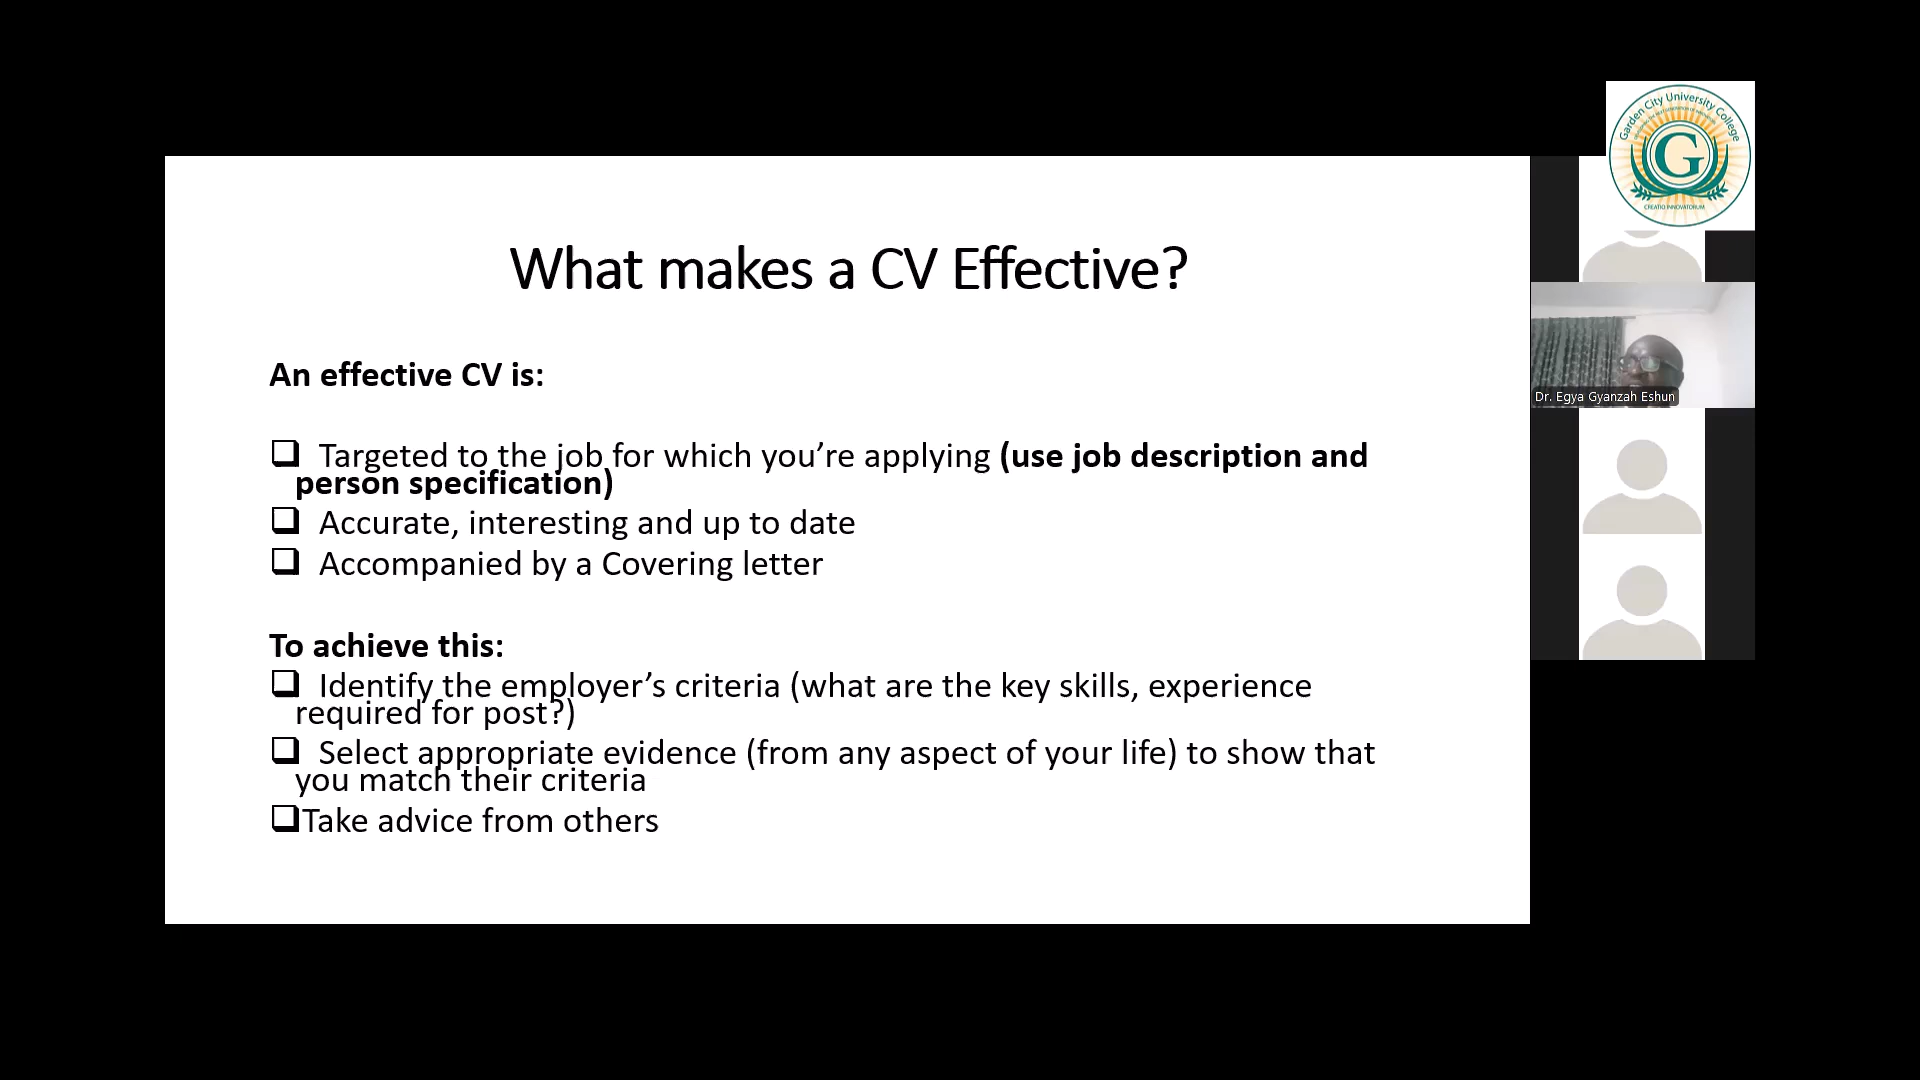 What makes a CV Effective?
An effective CV is:
Targeted to the job for which you’re applying (use job description and
person specification)
Accurate, interesting and up to date
Accompanied by a Covering letter
To achieve this:
Identify the employer’s criteria (what are the key skills, experience
required for post?)
Select appropriate evidence (from any aspect of your life) to show that
you match their criteria
Take advice from others
Garden City University College
G
CREATIO INNOVATORUM
Dr. Egya Gyanzah Eshun